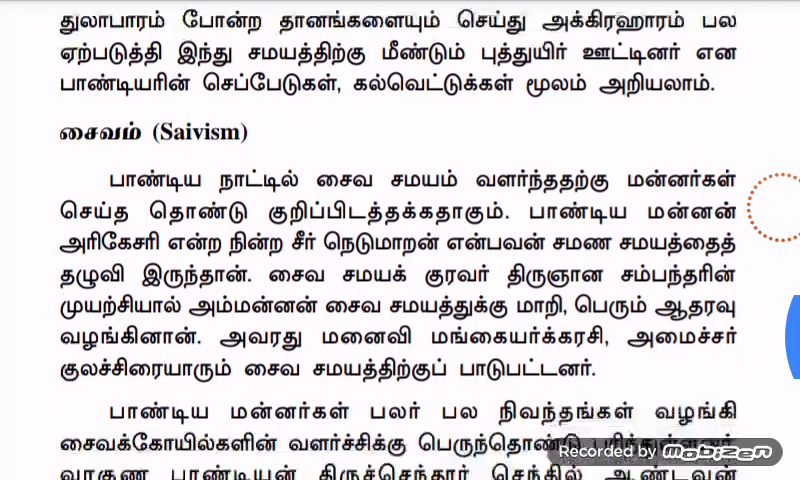 துலாபாரம் போன்ற தானங்களையும் செய்து அக்கிரஹாரம் பல
ஏற்படுத்தி இந்து சமயத்திற்கு மீண்டும் புத்துயிர் ஊட்டினர் என
பாண்டியரின் செப்பேடுகள், கல்வெட்டுக்கள் மூலம் அறியலாம்.
சைவம் (Saivism)
பாண்டிய நாட்டில் சைவ சமயம் வளர்ந்ததற்கு மன்னர்கள்
செய்த தொண்டு குறிப்பிடத்தக்கதாகும். பாண்டிய மன்னன்
அரிகேசரி என்ற நின்ற சீர் நெடுமாறன் என்பவன் சமண சமயத்தைத்
தழுவி இருந்தான். சைவ சமயக் குரவர் திருஞான சம்பந்தரின்
முயற்சியால் அம்மன்னன் சைவ சமயத்துக்கு மாறி, பெரும் ஆதரவு
வழங்கினான். அவரது மனைவி மங்கையர்க்கரசி, அமைச்சர்
குலச்சிரையாரும் சைவ சமயத்திற்குப் பாடுபட்டனர்.
பாண்டிய மன்னர்கள் பலர் பல நிவந்தங்கள் வழங்கி
சைவக்கோயில்களின் வளர்ச்சிக்கு பெருந்தொண்டு
வரகுண பாண்டியன் திருச்செந்தூர் செந்தில் ஆண்டவன்
Recorded by Mobizen